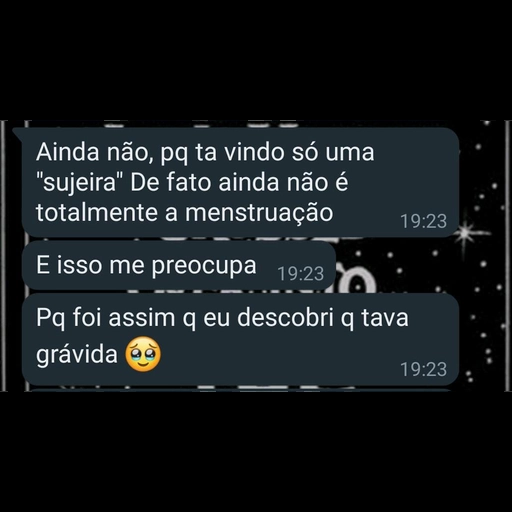 Ainda não, pq ta vindo só uma
"sujeira" De fato ainda não é
totalmente a menstruação
19:23
E isso me preocupa
19:23
Pq foi assim q eu descobri q tava
grávida 🥹
19:23